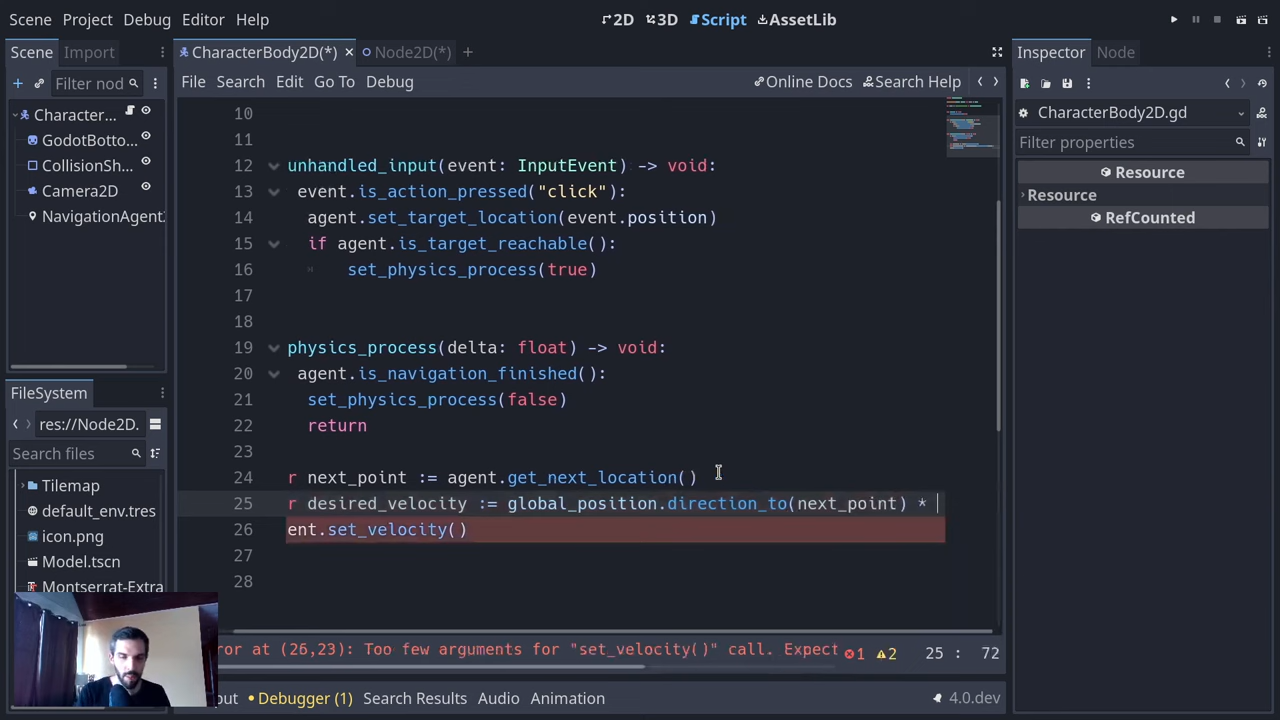 Scene Project Debug Editor Help 2D 3D Script AssetLib
Scene Import CharacterBody2D(*) × Node2D(*) + Inspector Node
+ Filter nod File Search Edit Go To Debug Online Docs Search Help
Character... CharacterBody2D.gd
GodotBotto...
CollisionSh...
Camera2D
NavigationAgent2
Filter properties
Resource
Resource
RefCounted
10
11
12 unhandled_input(event: InputEvent) -> void:
13 event.is_action_pressed("click"):
14 agent.set_target_location(event.position)
15 if agent.is_target_reachable():
16 set_physics_process(true)
17
18
19 physics_process(delta: float) -> void:
20 agent.is_navigation_finished():
21 set_physics_process(false)
22 return
23
24 r next_point := agent.get_next_location()
25 r desired_velocity := global_position.direction_to(next_point) *
26 ent.set_velocity()
27
28
FileSystem
res://Node2D.
Search files
Tilemap
default_env.tres
icon.png
Model.tscn
Montserrat-Extra
ror at (26,23): Too few arguments for "set_velocity()" call. Expect 1 2 25 : 72
put Debugger (1) Search Results Audio Animation 4.0.dev